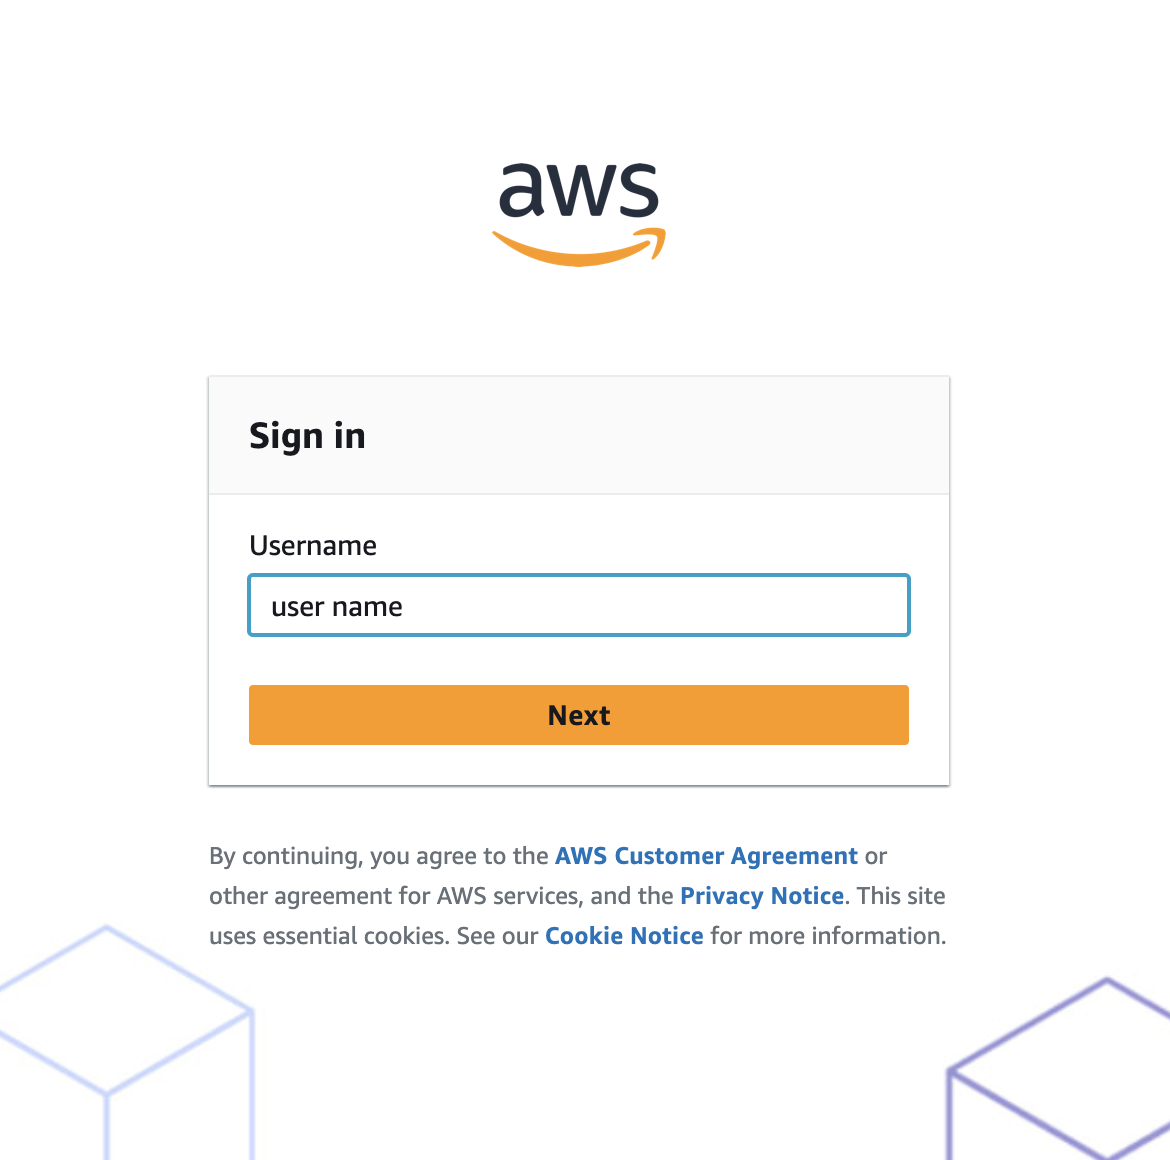 aws
Sign in
Username
user name
Next
By continuing, you agree to the AWS Customer Agreement or
other agreement for AWS services, and the Privacy Notice. This site
uses essential cookies. See our Cookie Notice for more information.